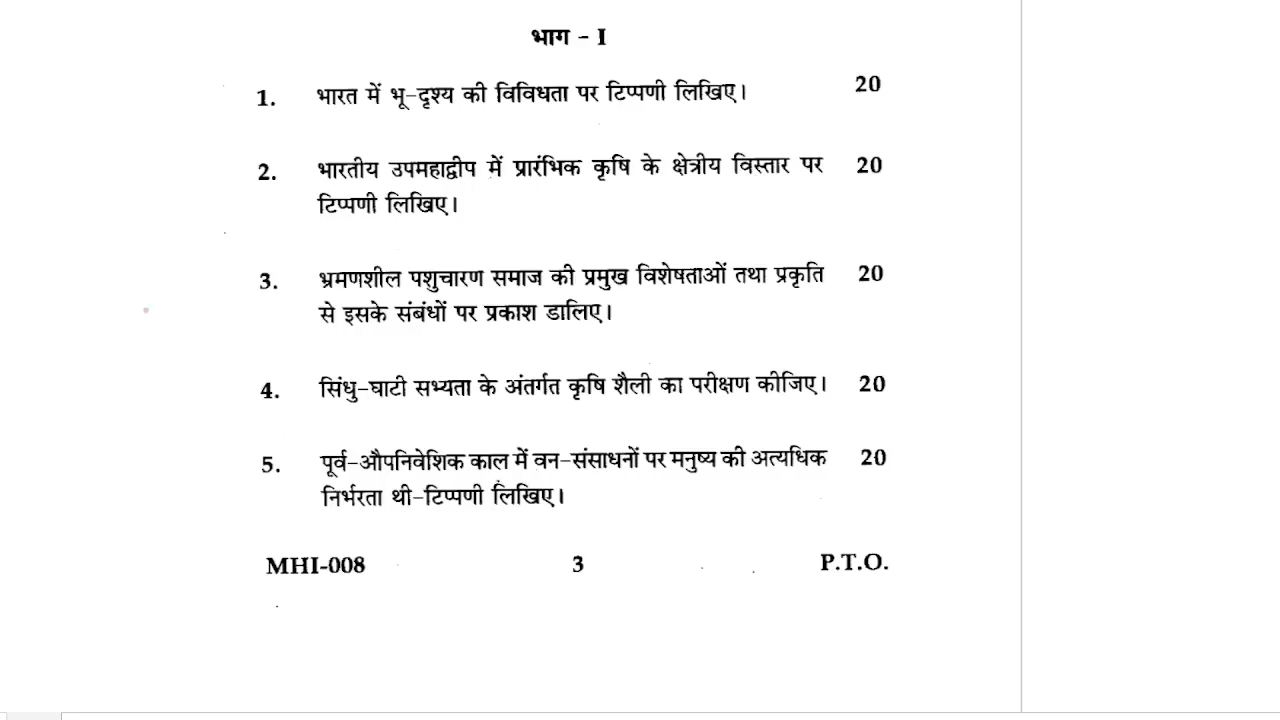 भाग - I
1. भारत में भू-दृश्य की विविधता पर टिप्पणी लिखिए। 20
2. भारतीय उपमहाद्वीप में प्रारंभिक कृषि के क्षेत्रीय विस्तार पर 20
टिप्पणी लिखिए।
3. भ्रमणशील पशुचारण समाज की प्रमुख विशेषताओं तथा प्रकृति 20
से इसके संबंधों पर प्रकाश डालिए।
4. सिंधु-घाटी सभ्यता के अंतर्गत कृषि शैली का परीक्षण कीजिए। 20
5. पूर्व-औपनिवेशिक काल में वन-संसाधनों पर मनुष्य की अत्यधिक 20
निर्भरता थी-टिप्पणी लिखिए।
MHI-008 3 P.T.O.